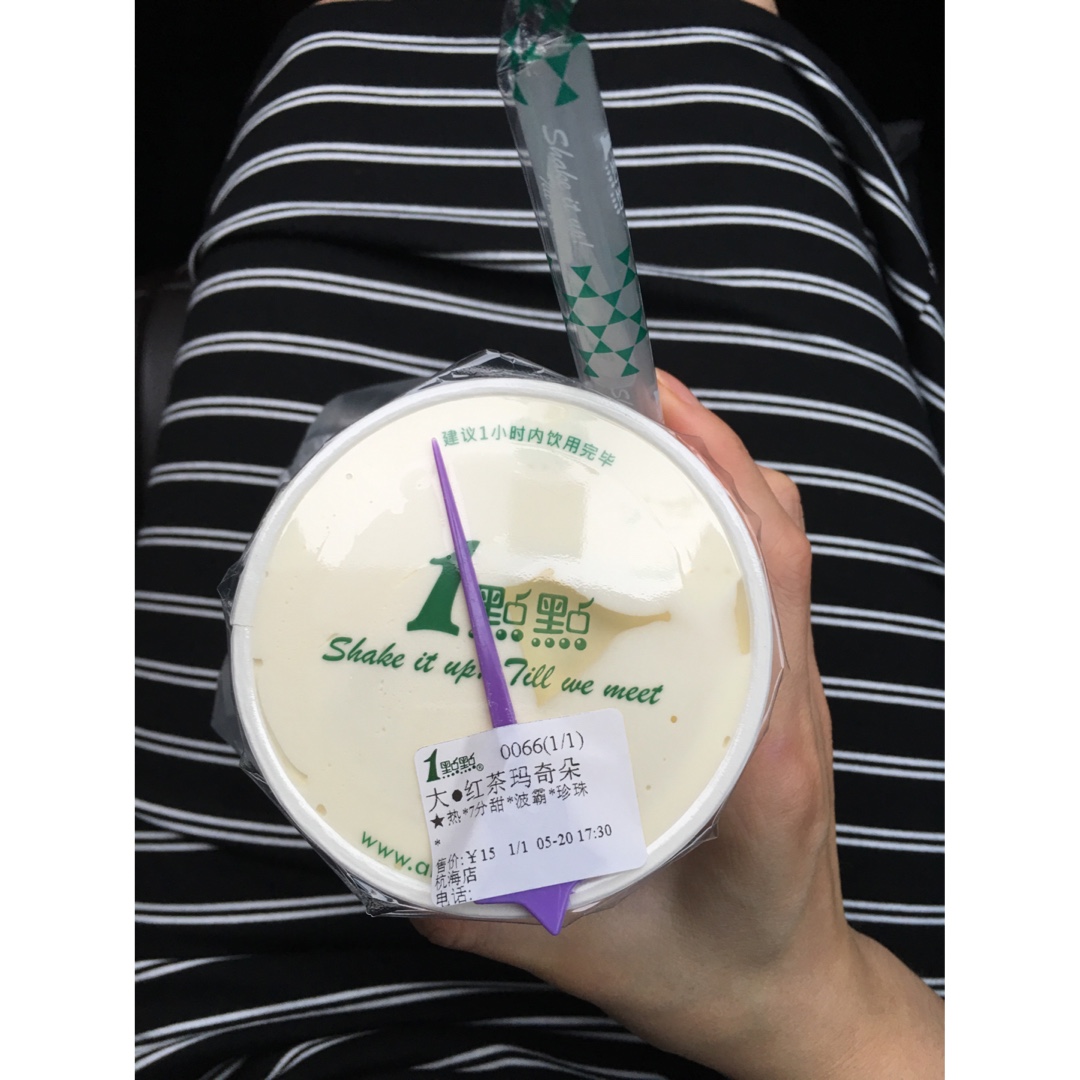 Shake it up!
建议1小时内饮用完毕
1點點
Shake it up! Till we meet
1點點® 0066(1/1)
大●红茶玛奇朵
★热*7分甜*波霸*珍珠
*
售价:￥15 1/1 05-20 17:30
杭海店
电话:
www.a